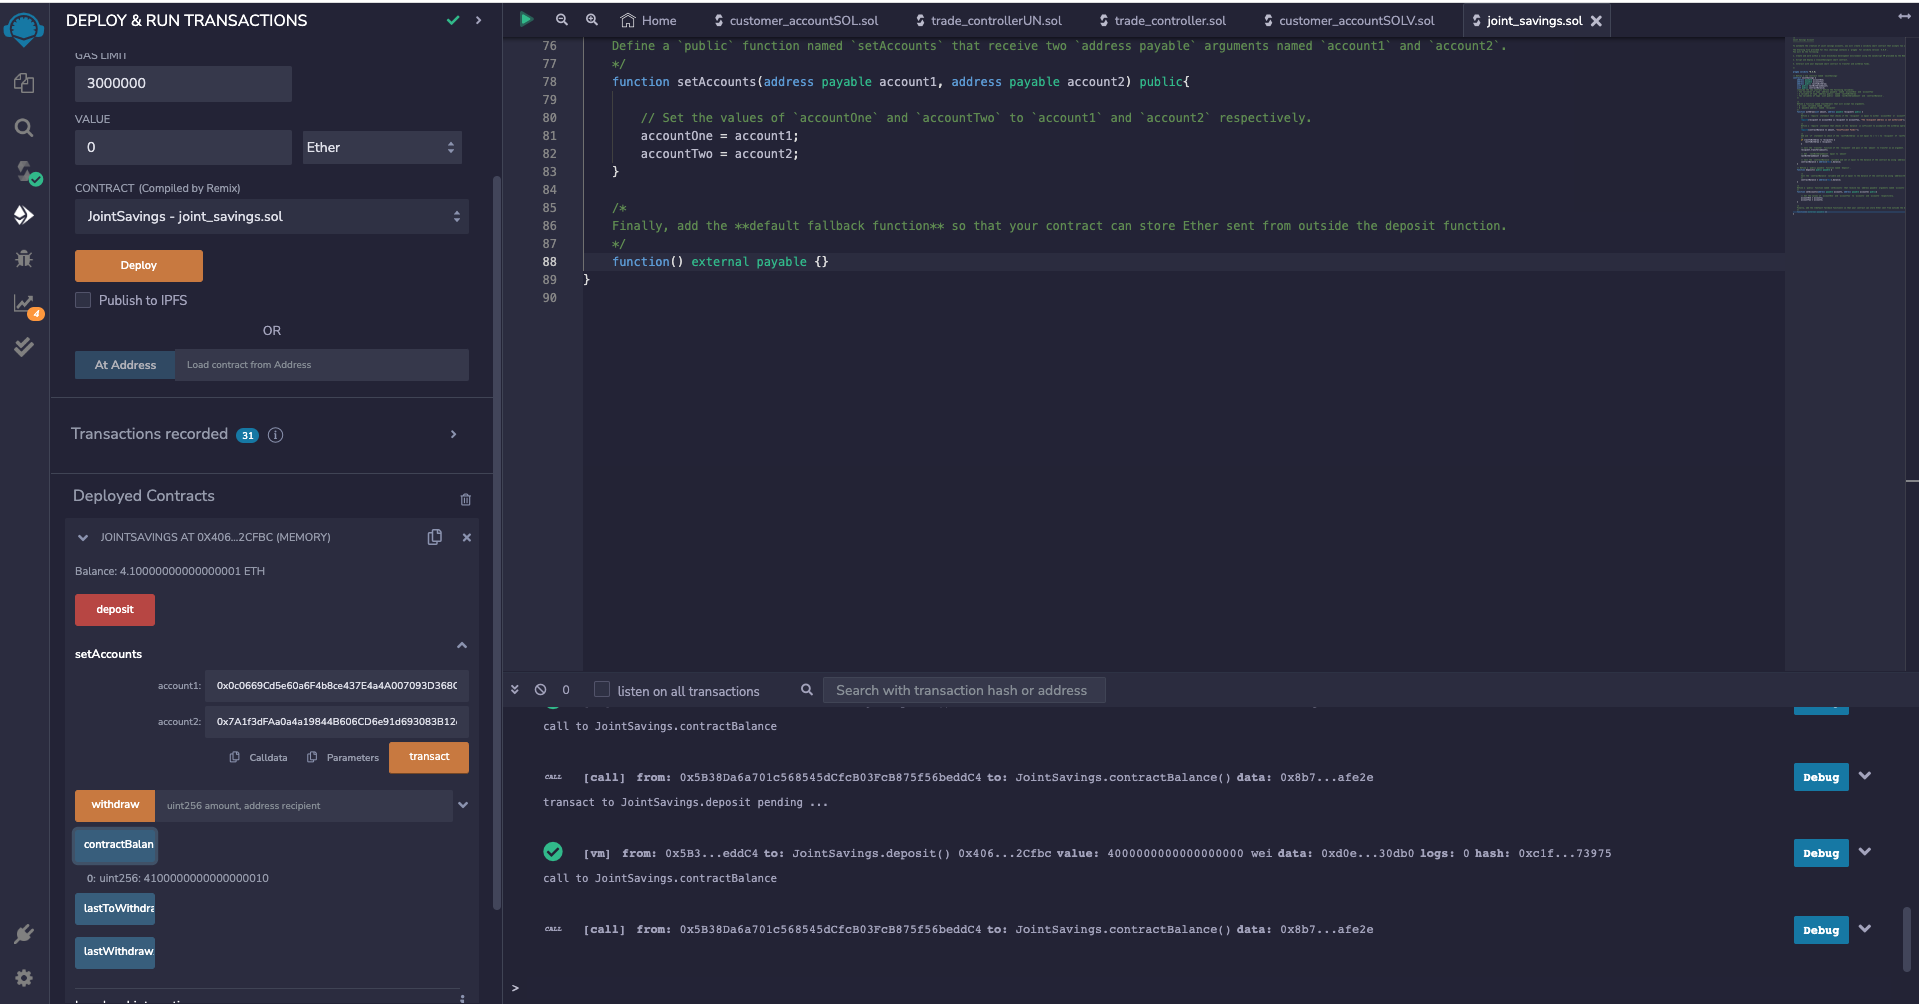 DEPLOY & RUN TRANSACTIONS
GAS LIMIT
3000000
VALUE
0
Ether
CONTRACT (Compiled by Remix)
JointSavings - joint_savings.sol
Deploy
Publish to IPFS
OR
At Address
Load contract from Address
Transactions recorded 31
Deployed Contracts
JOINTSAVINGS AT 0X406...2CFBC (MEMORY)
Balance: 4.10000000000000001 ETH
deposit
setAccounts
account1: 0x0c0669Cd5e60a6F4b8ce437E4a4A007093D368C
account2: 0x7A1f3dFAa0a4a19844B606CD6e91d693083B12
Calldata
Parameters
transact
withdraw
uint256 amount, address recipient
contractBalan
0: uint256: 4100000000000000010
lastToWithdra
lastWithdraw
4
Home
customer_accountSOL.sol
trade_controllerUN.sol
trade_controller.sol
customer_accountSOLV.sol
joint_savings.sol
76 Define a `public` function named `setAccounts` that receive two `address payable` arguments named `account1` and `account2`.
77 */
78 function setAccounts(address payable account1, address payable account2) public{
79
80 // Set the values of `accountOne` and `accountTwo` to `account1` and `account2` respectively.
81 accountOne = account1;
82 accountTwo = account2;
83 }
84
85 /*
86 Finally, add the **default fallback function** so that your contract can store Ether sent from outside the deposit function.
87 */
88 function() external payable {}
89 }
90
0
listen on all transactions
Search with transaction hash or address
call to JointSavings.contractBalance
CALL [call] from: 0x5B38Da6a701c568545dCfcB03FcB875f56beddC4 to: JointSavings.contractBalance() data: 0x8b7...afe2e
Debug
transact to JointSavings.deposit pending ...
[vm] from: 0x5B3...eddC4 to: JointSavings.deposit() 0x406...2Cfbc value: 4000000000000000000 wei data: 0xd0e...30db0 logs: 0 hash: 0xc1f...73975
Debug
call to JointSavings.contractBalance
CALL [call] from: 0x5B38Da6a701c568545dCfcB03FcB875f56beddC4 to: JointSavings.contractBalance() data: 0x8b7...afe2e
Debug
>